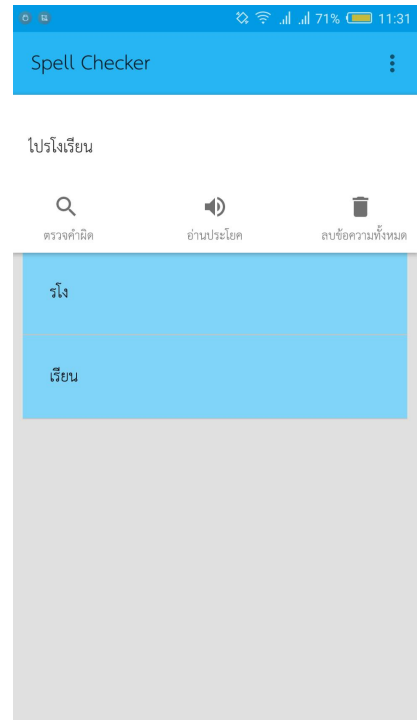 71% 11:31
Spell Checker
ไปรโงเรียน
ตรวจคำผิด อ่านประโยค ลบข้อความทั้งหมด
รโง
เรียน